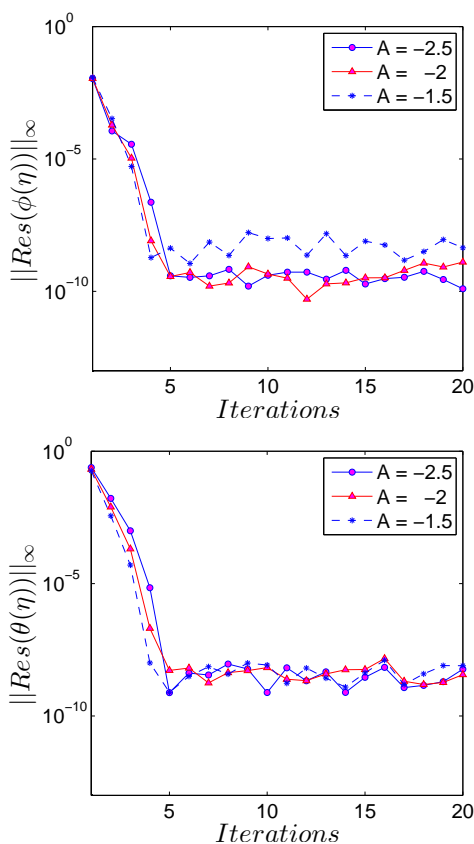 10^0
A = −2.5
A = −2
A = −1.5
10^−5
10^−10
||Res(ϕ(η))||∞
5 10 15 20
Iterations
10^0
A = −2.5
A = −2
A = −1.5
10^−5
10^−10
||Res(θ(η))||∞
5 10 15 20
Iterations